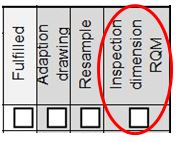 Fulfilled
Adaption
drawing
Resample
Inspection
dimension
RQM